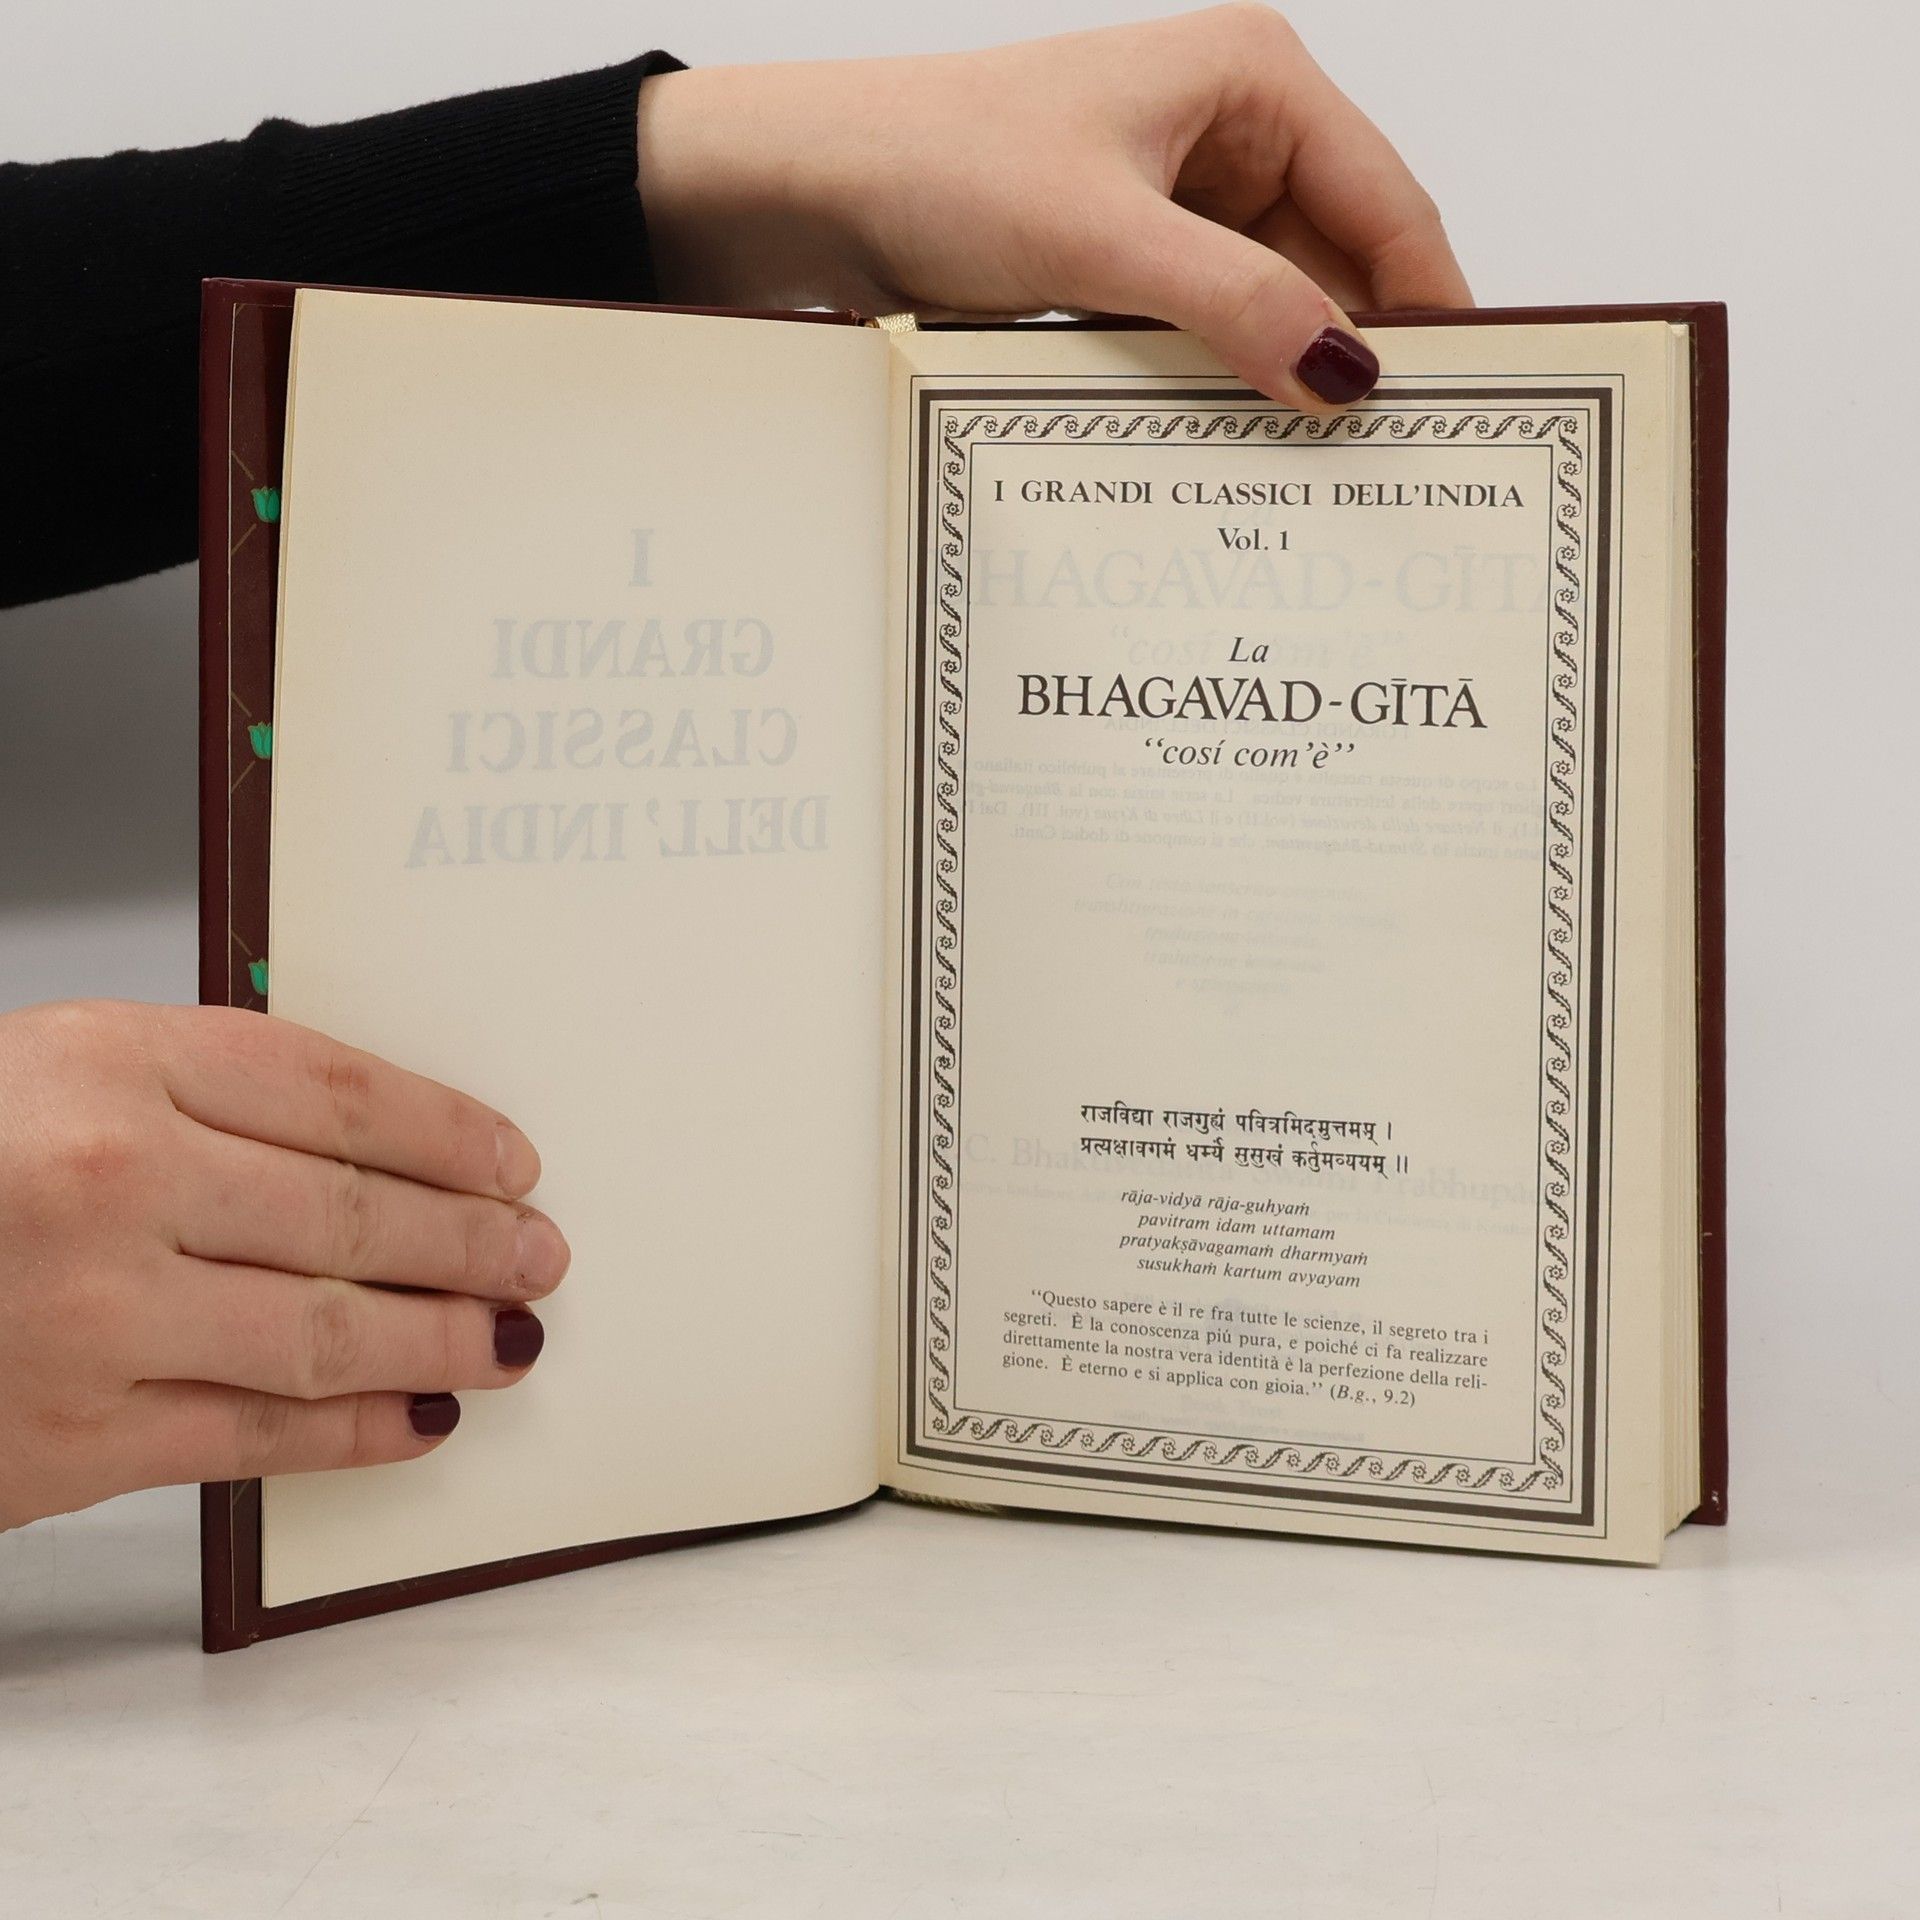 I
GRANDI
CLASSICI
DELL'INDIA
I GRANDI CLASSICI DELL'INDIA
Vol. 1
La
BHAGAVAD-GĪTĀ
“cosí com’è”
राजविद्या राजगुह्यं पवित्रमिदमुत्तमम् ।
प्रत्यक्षावगमं धर्म्यं सुसुखं कर्तुमव्ययम् ॥
rāja-vidyā rāja-guhyaṁ
pavitram idam uttamam
pratyakṣāvagamaṁ dharmyaṁ
susukhaṁ kartum avyayam
“Questo sapere è il re fra tutte le scienze, il segreto tra i
segreti. È la conoscenza piú pura, e poiché ci fa realizzare
direttamente la nostra vera identità è la perfezione della reli-
gione. È eterno e si applica con gioia.” (B.g., 9.2)